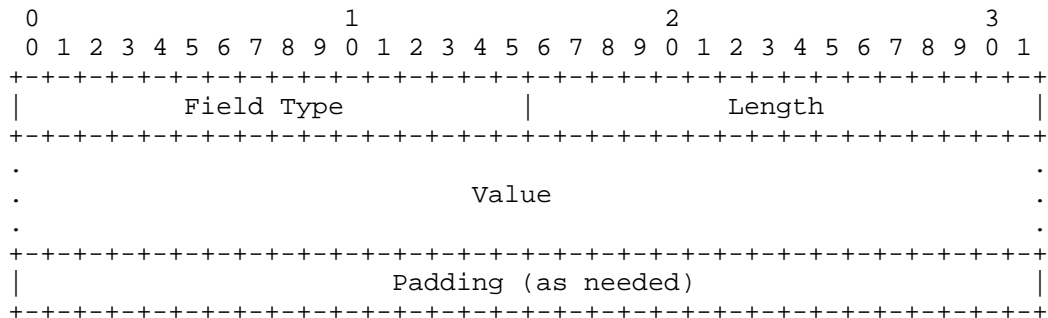 0                   1                   2                   3
 0 1 2 3 4 5 6 7 8 9 0 1 2 3 4 5 6 7 8 9 0 1 2 3 4 5 6 7 8 9 0 1
+-+-+-+-+-+-+-+-+-+-+-+-+-+-+-+-+-+-+-+-+-+-+-+-+-+-+-+-+-+-+-+-+
|          Field Type           |            Length             |
+-+-+-+-+-+-+-+-+-+-+-+-+-+-+-+-+-+-+-+-+-+-+-+-+-+-+-+-+-+-+-+-+
.                                                               .
.                            Value                              .
.                                                               .
+-+-+-+-+-+-+-+-+-+-+-+-+-+-+-+-+-+-+-+-+-+-+-+-+-+-+-+-+-+-+-+-+
|                       Padding (as needed)                     |
+-+-+-+-+-+-+-+-+-+-+-+-+-+-+-+-+-+-+-+-+-+-+-+-+-+-+-+-+-+-+-+-+